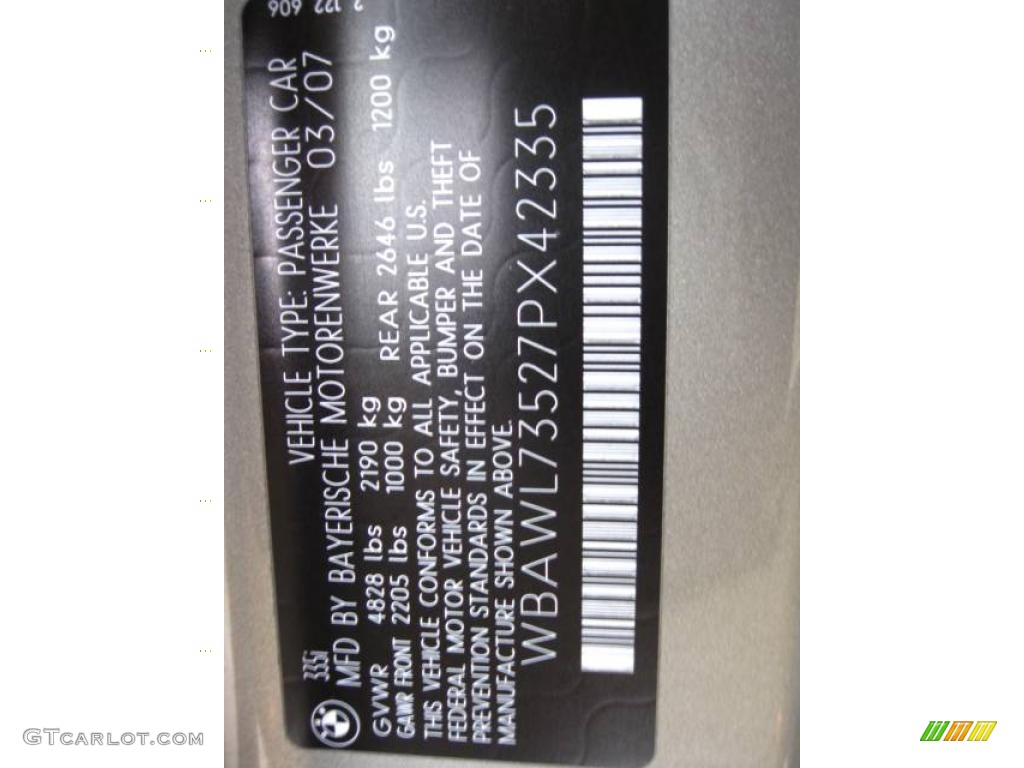 2 122 606
VEHICLE TYPE: PASSENGER CAR
335i
MFD BY BAYERISCHE MOTORENWERKE 03/07
GVWR 4828 lbs 2190 kg
GAWR FRONT 2205 lbs 1000 kg REAR 2646 lbs 1200 kg
THIS VEHICLE CONFORMS TO ALL APPLICABLE U.S.
FEDERAL MOTOR VEHICLE SAFETY, BUMPER AND THEFT
PREVENTION STANDARDS IN EFFECT ON THE DATE OF
MANUFACTURE SHOWN ABOVE.
WBAWL73527PX42335
GTCarlot.com